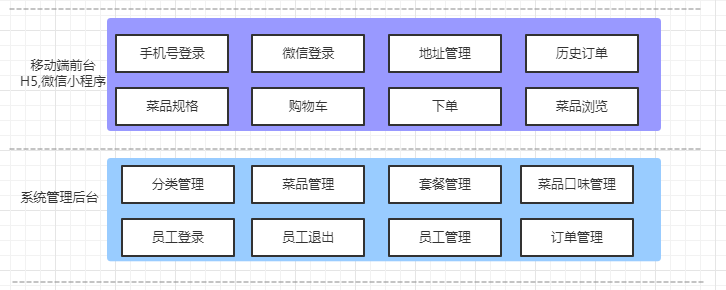 移动端前台
H5,微信小程序
手机号登录
微信登录
地址管理
历史订单
菜品规格
购物车
下单
菜品浏览
系统管理后台
分类管理
菜品管理
套餐管理
菜品口味管理
员工登录
员工退出
员工管理
订单管理